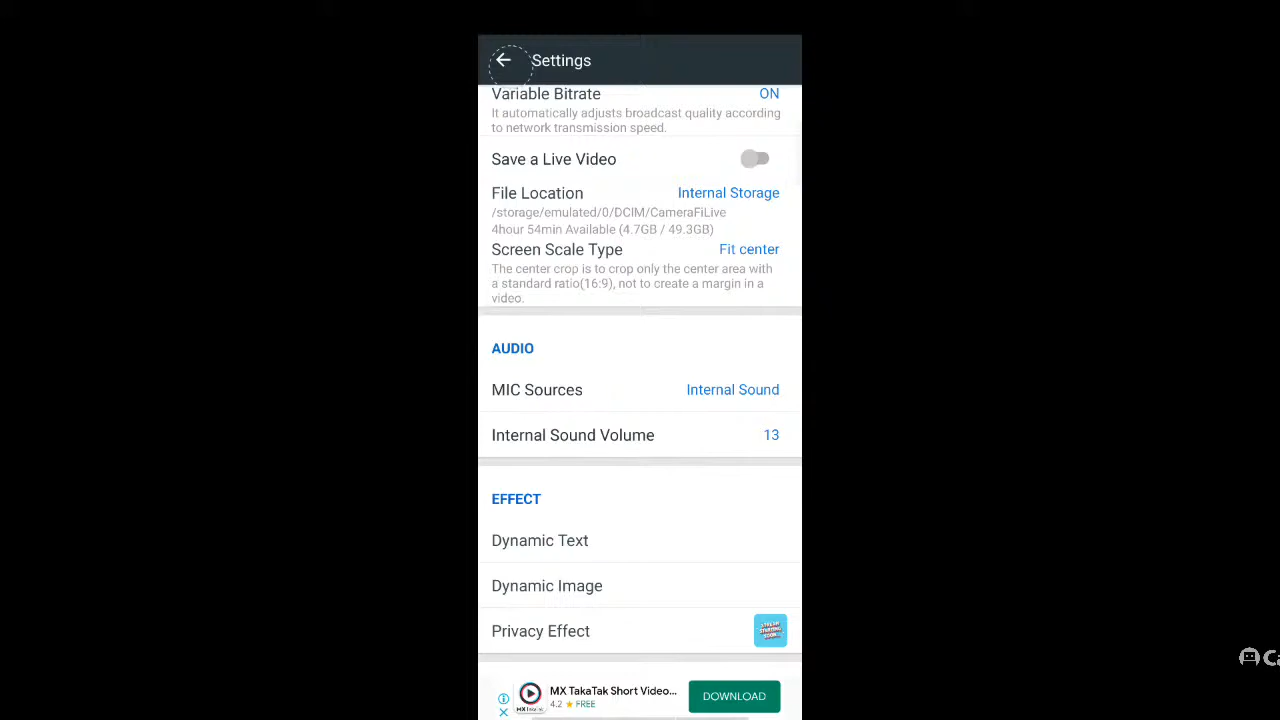 Settings
Variable Bitrate ON
It automatically adjusts broadcast quality according
to network transmission speed.
Save a Live Video
File Location Internal Storage
/storage/emulated/0/DCIM/CameraFiLive
4hour 54min Available (4.7GB / 49.3GB)
Screen Scale Type Fit center
The center crop is to crop only the center area with
a standard ratio(16:9), not to create a margin in a
video.
AUDIO
MIC Sources Internal Sound
Internal Sound Volume 13
EFFECT
Dynamic Text
Dynamic Image
Privacy Effect
STREAM
STARTING
SOON
MX TakaTak Short Video...
4.2 ★ FREE
DOWNLOAD